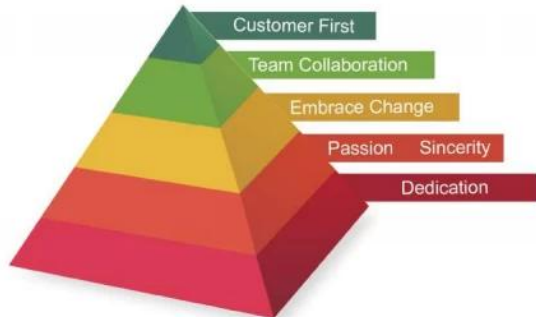 Customer First
Team Collaboration
Embrace Change
Passion Sincerity
Dedication